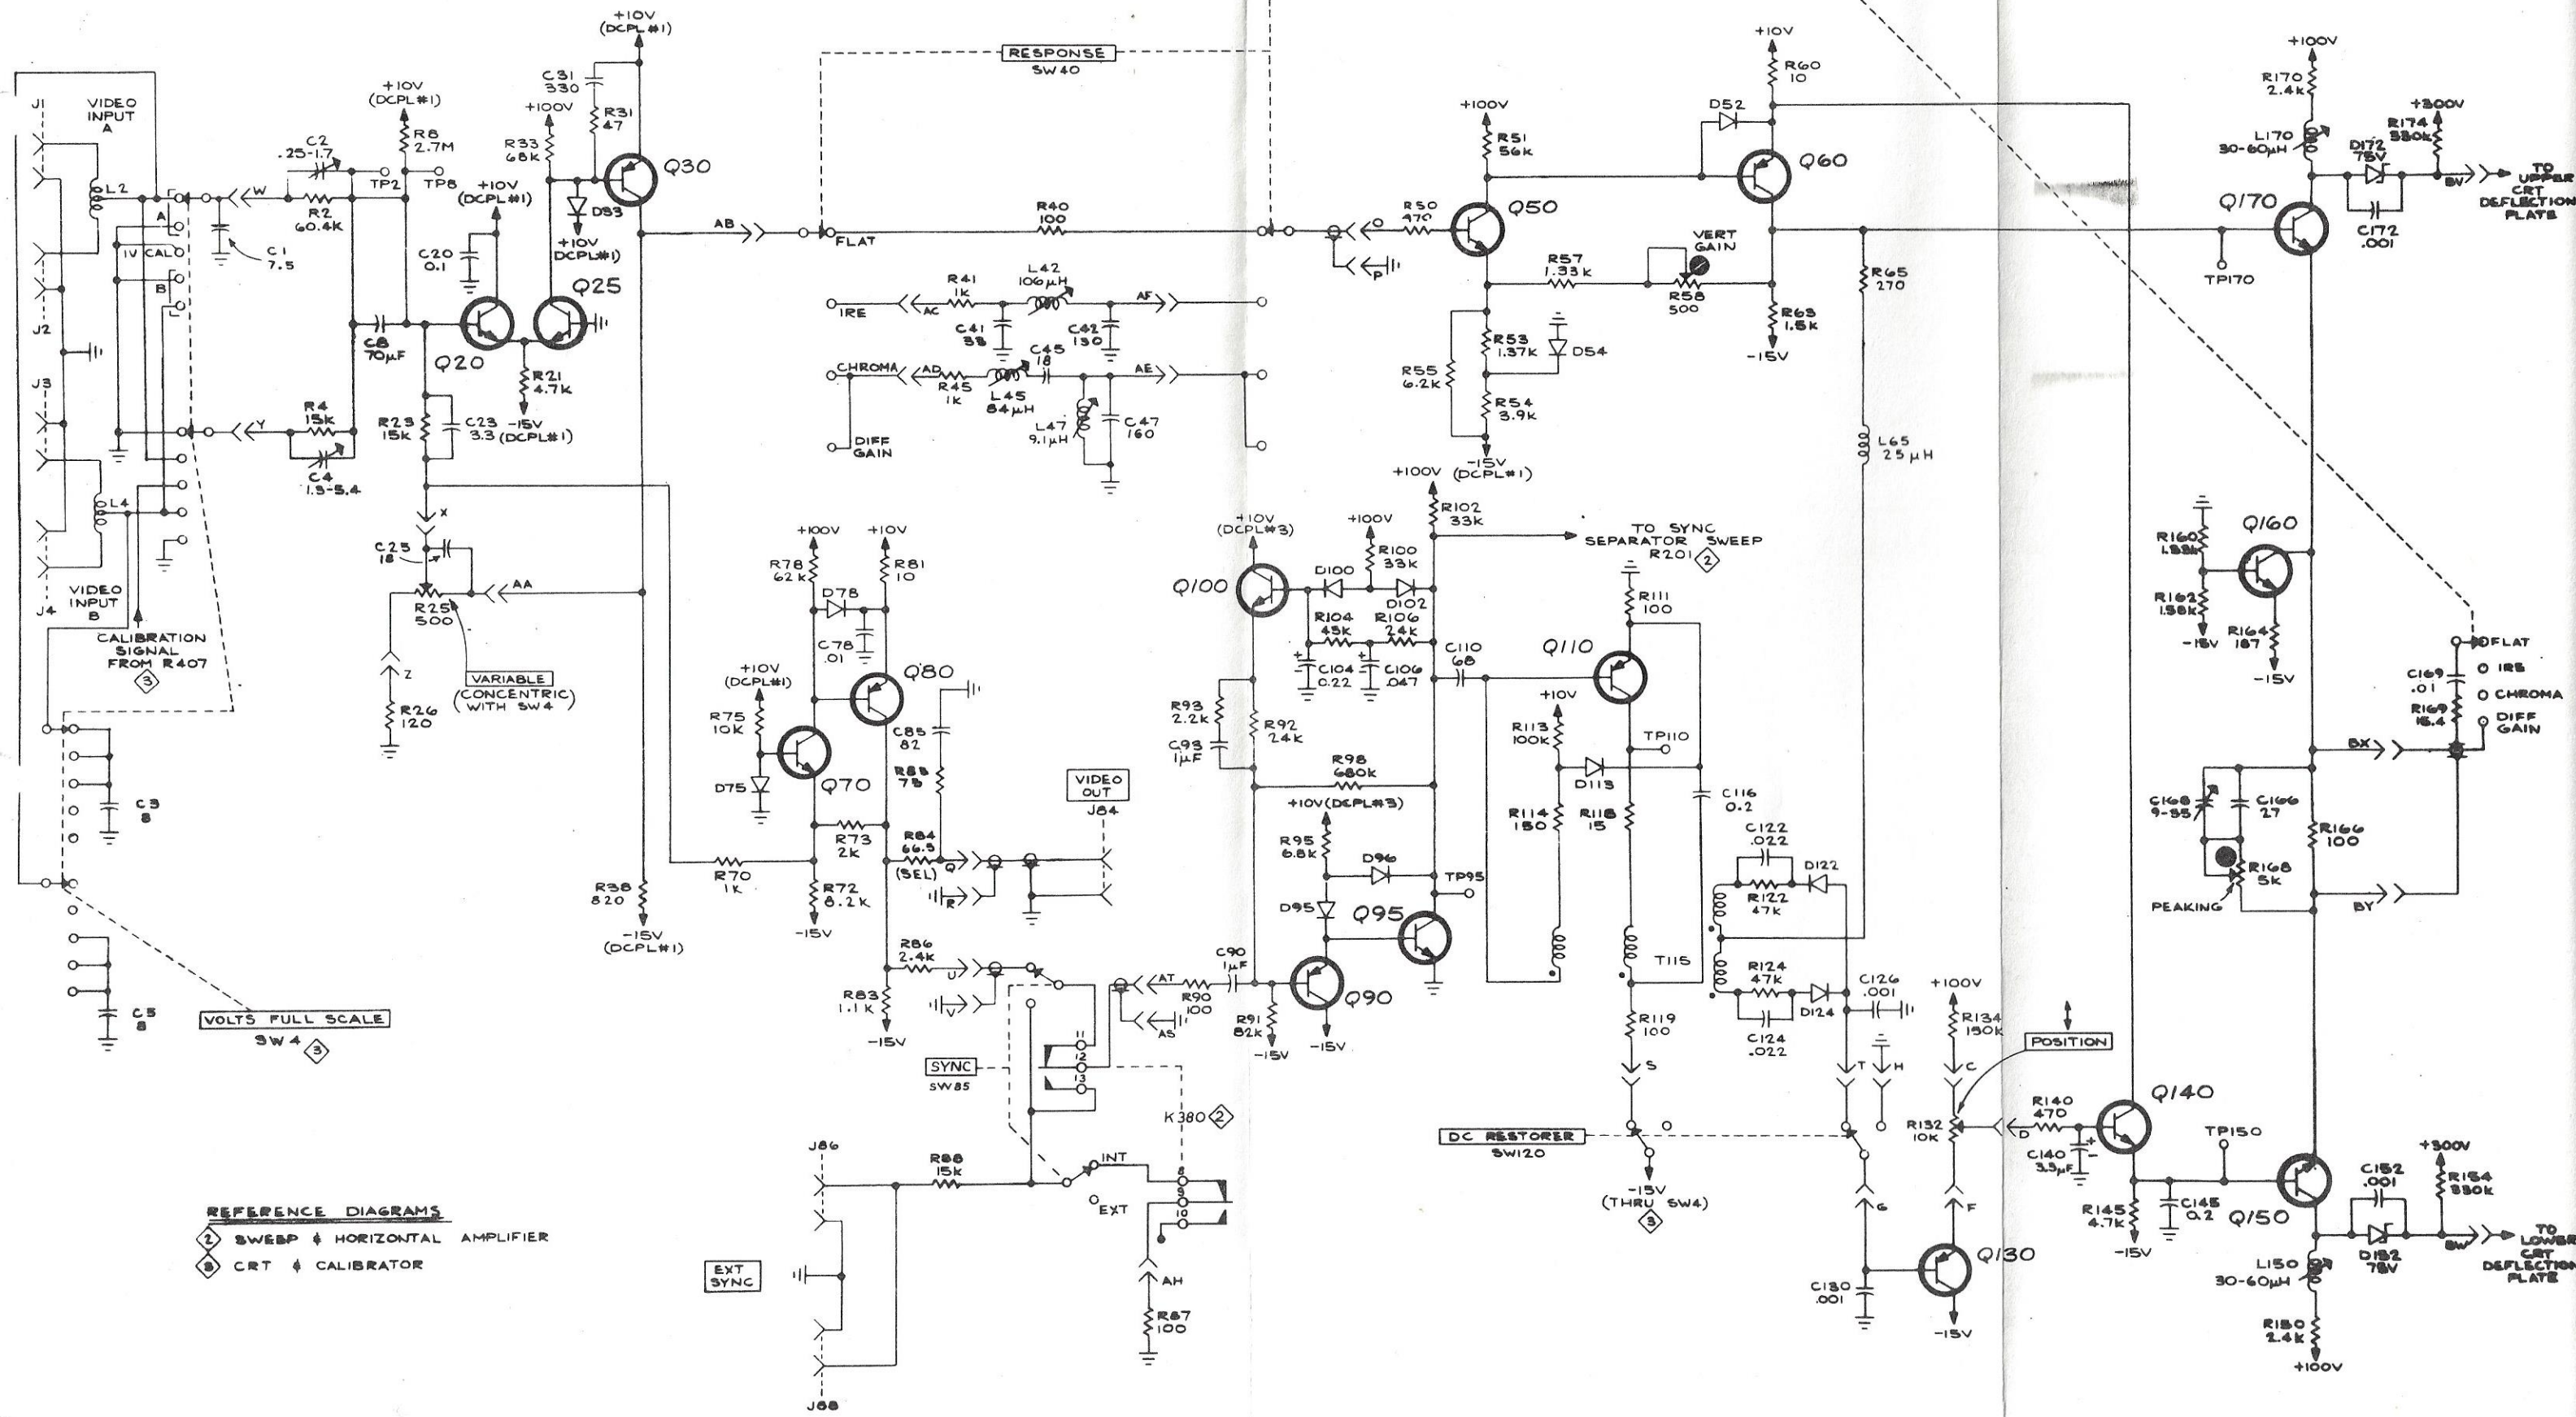 +10V
(DCPL#1)
C31
330
+100V
R31
47
R33
68K
Q30
D33
+10V
DCPL#1)
J1
VIDEO
INPUT
A
L2
A
1V CAL
B
C1
7.5
W
C2
.25-1.7
R2
60.4K
TP2
+10V
(DCPL#1)
R8
2.7M
TP8
+10V
(DCPL#1)
C20
0.1
Q25
Q20
C8
70µF
R21
4.7K
-15V
(DCPL#1)
J2
J3
Y
R4
15K
C4
R23
15K
C23
3.3
L4
J4
VIDEO
INPUT
B
CALIBRATION
SIGNAL
FROM R407
3
X
C25
18
R25
500
AA
Z
R26
120
VARIABLE
(CONCENTRIC
WITH SW4)
C3
8
C5
8
VOLTS FULL SCALE
SW4
3
R38
820
-15V
(DCPL#1)
RESPONSE
SW40
AB
FLAT
R40
100
IRE
AC
R41
1K
C41
33
L42
106µH
C42
130
AF
CHROMA
AD
R45
1K
L45
84µH
C45
18
L47
9.1µH
C47
160
AE
DIFF
GAIN
O
P
R50
470
+100V
R51
56K
Q50
D52
+10V
R60
10
Q60
VERT
GAIN
R57
1.33K
R58
500
R53
1.37K
D54
R55
6.2K
R54
3.9K
-15V
(DCPL#1)
R63
1.5K
-15V
R65
270
L65
25µH
TP170
+100V
R170
2.4K
L170
30-60µH
Q170
D172
75V
C172
.001
+300V
R174
330K
BV
TO
UPPER
CRT
DEFLECTION
PLATE
+100V
R78
62K
+10V
R81
10
D78
C78
.01
Q80
+10V
(DCPL#1)
R75
10K
D75
Q70
R73
2K
R70
1K
R72
8.2K
-15V
C85
82
R84
66.5
(SEL)
Q
R
VIDEO
OUT
J84
R86
2.4K
U
V
R83
1.1K
-15V
SYNC
SW85
11
12
13
K380 2
J86
R88
15K
INT
EXT
8
9
10
EXT
SYNC
AH
R87
100
J88
+10V
(DCPL#3)
Q100
D100
+100V
R100
33K
D102
+100V
R102
33K
TO SYNC
SEPARATOR SWEEP
R201 2
R104
R106
24K
C104
0.22
C106
.047
R93
2.2K
C93
1µF
R92
24K
R98
680K
+10V(DCPL#3)
R95
6.8K
D96
D95
Q95
TP95
Q90
-15V
AT
AS
R90
100
C90
1µF
R91
82K
-15V
C110
68
R111
100
Q110
+10V
R113
100K
TP110
D113
R114
150
R118
15
C116
0.2
T115
R119
100
S
DC RESTORER
SW120
-15V
(THRU SW4)
3
C122
.022
R122
47K
D122
R124
47K
D124
C124
.022
C126
.001
T
H
G
C130
.001
Q130
-15V
+100V
R134
C
POSITION
R132
10K
F
D
R140
470
C140
Q140
R145
4.7K
-15V
C145
0.2
TP150
Q150
C152
.001
D152
75V
+300V
R154
330K
BW
TO
LOWER
CRT
DEFLECTION
PLATE
L150
30-60µH
R150
2.4K
+100V
R160
Q160
R162
-15V
R164
187
-15V
FLAT
IRE
CHROMA
DIFF
GAIN
C169
.01
R169
BX
C168
C166
27
R166
100
R168
5K
PEAKING
BY
REFERENCE DIAGRAMS
2 SWEEP & HORIZONTAL AMPLIFIER
3 CRT & CALIBRATOR